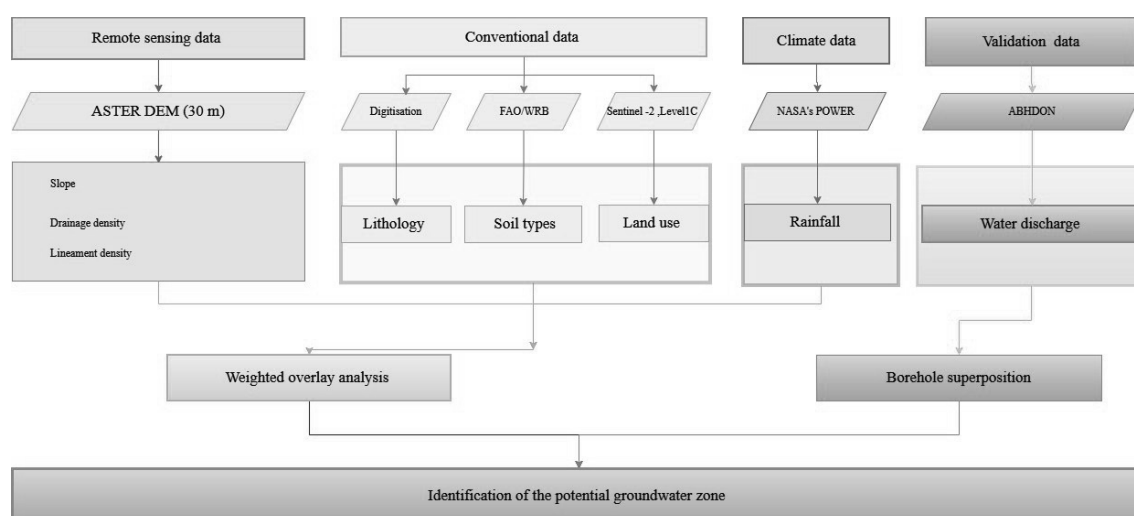 Remote sensing data
Conventional data
Climate data
Validation  data
ASTER DEM (30 m)
Digitisation
FAO/WRB
Sentinel -2 ,Level1C
NASA's POWER
ABHDON
Slope
Drainage density
Lineament density
Lithology
Soil types
Land use
Rainfall
Water discharge
Weighted overlay analysis
Borehole superposition
Identification of the potential groundwater zone